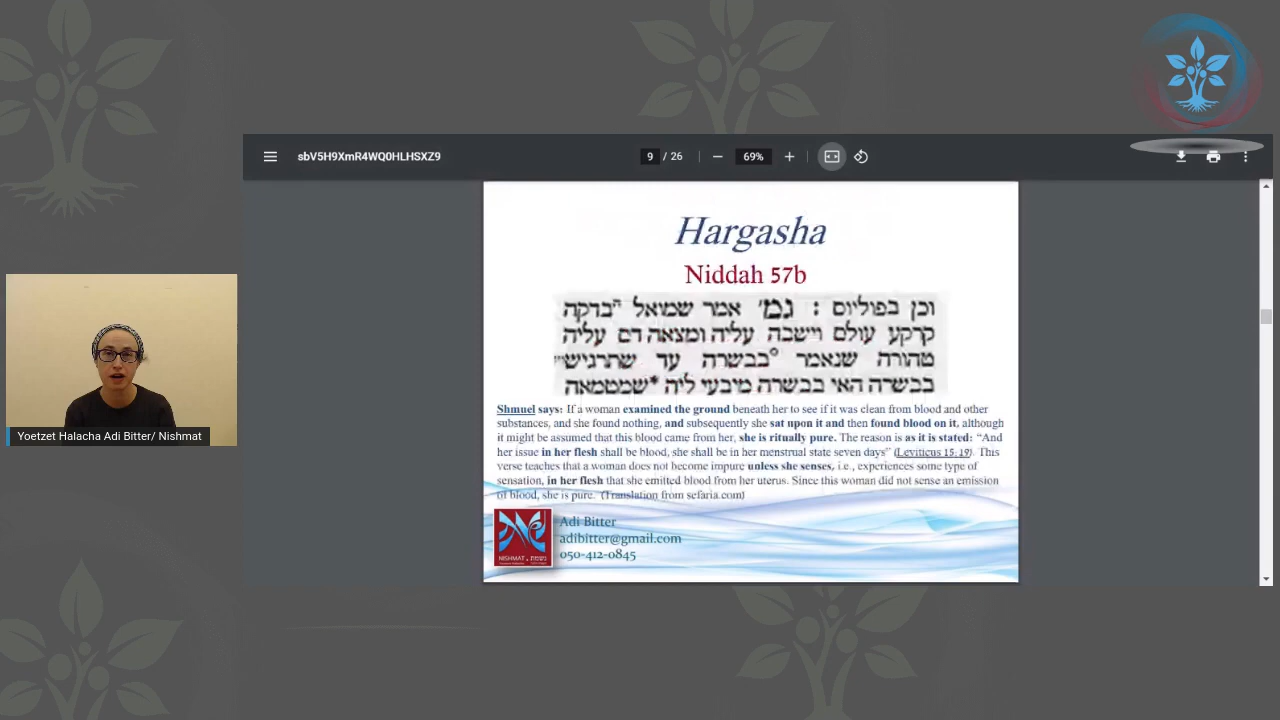 sbV5H9XmR4WQ0HLHSXZ9
9 / 26
69%
Hargasha
Niddah 57b
וכן בפוליוס : גמ׳ אמר שמואל בדקה
קרקע עולם וישבה עליה ומצאה דם עליה
טהורה שנאמר בבשרה עד שתרגיש
בבשרה האי בבשרה מיבעי ליה *שמטמאה
Shmuel says: If a woman examined the ground beneath her to see if it was clean from blood and other
substances, and she found nothing, and subsequently she sat upon it and then found blood on it, although
it might be assumed that this blood came from her, she is ritually pure. The reason is as it is stated: "And
her issue in her flesh shall be blood, she shall be in her menstrual state seven days" (Leviticus 15:19). This
verse teaches that a woman does not become impure unless she senses, i.e., experiences some type of
sensation, in her flesh that she emitted blood from her uterus. Since this woman did not sense an emission
of blood, she is pure. (Translation from sefaria.com)
Adi Bitter
adibitter@gmail.com
050-412-0845
NISHMAT נשמת
Yoetzet Halacha Adi Bitter/ Nishmat